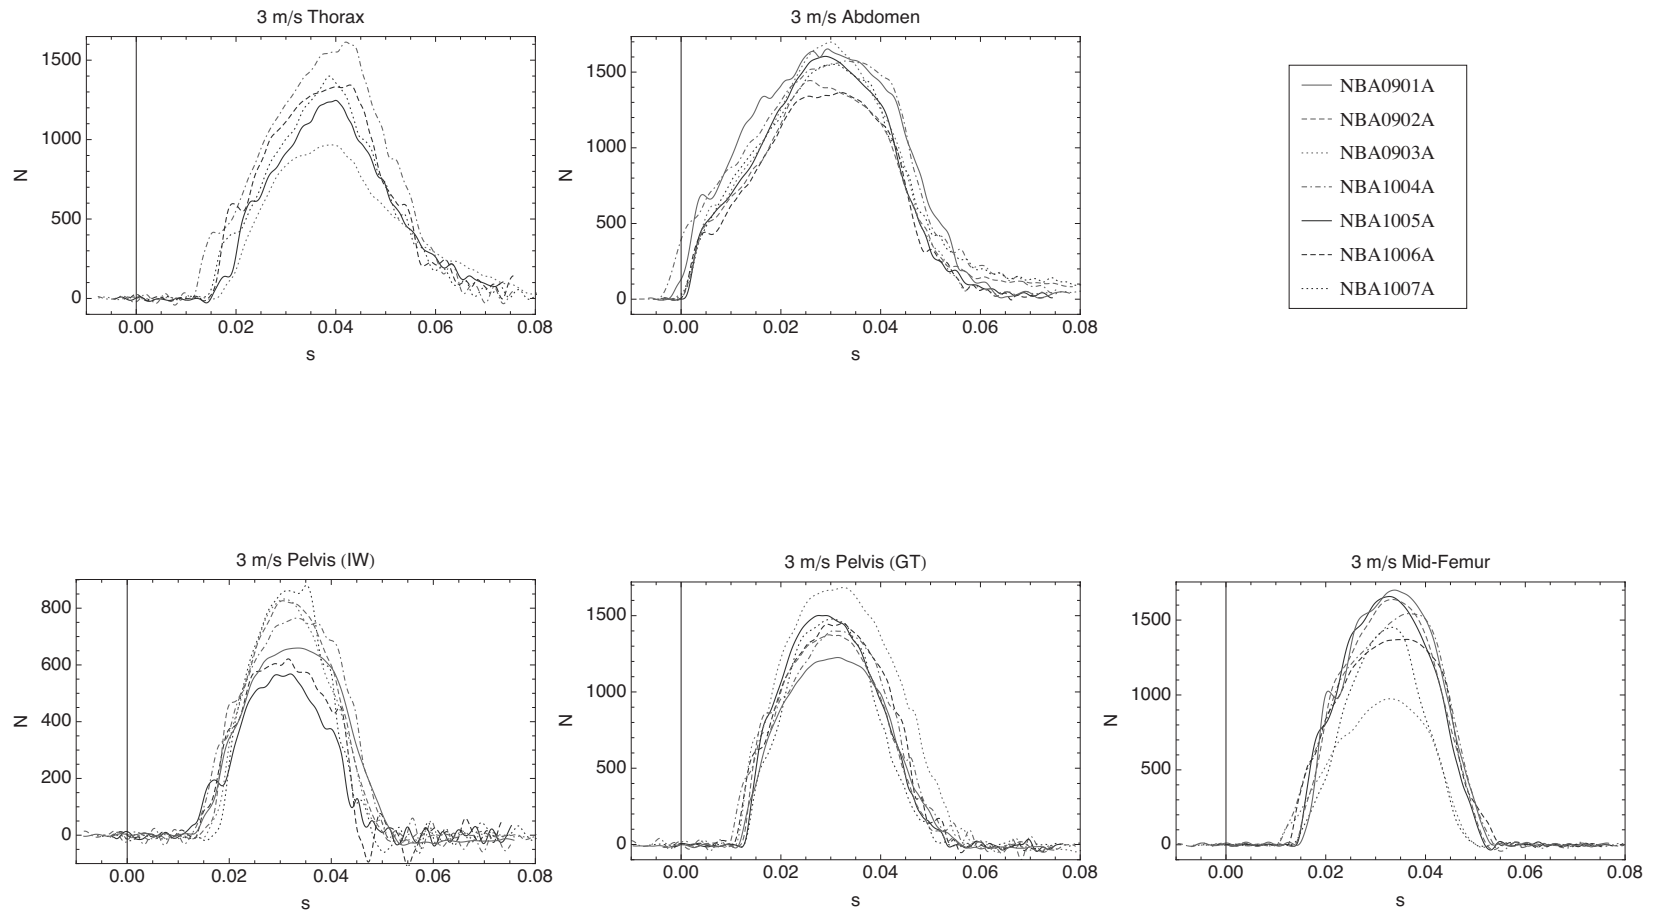 3 m/s Thorax
1500
1000
500
0
N
0.00 0.02 0.04 0.06 0.08
s
3 m/s Abdomen
1500
1000
500
0
N
0.00 0.02 0.04 0.06 0.08
s
NBA0901A
NBA0902A
NBA0903A
NBA1004A
NBA1005A
NBA1006A
NBA1007A
3 m/s Pelvis (IW)
800
600
400
200
0
N
0.00 0.02 0.04 0.06 0.08
s
3 m/s Pelvis (GT)
1500
1000
500
0
N
0.00 0.02 0.04 0.06 0.08
s
3 m/s Mid-Femur
1500
1000
500
0
N
0.00 0.02 0.04 0.06 0.08
s